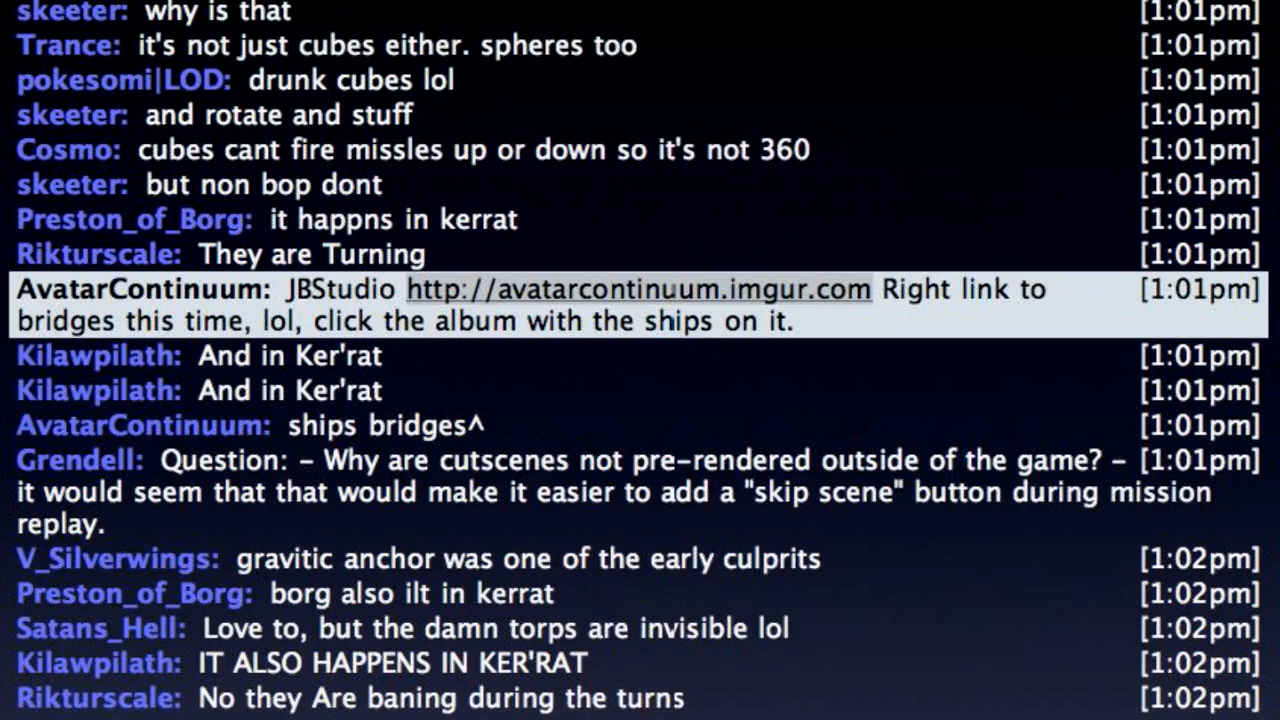 skeeter: why is that [1:01pm]
Trance: it's not just cubes either. spheres too [1:01pm]
pokesomi|LOD: drunk cubes lol [1:01pm]
skeeter: and rotate and stuff [1:01pm]
Cosmo: cubes cant fire missles up or down so it's not 360 [1:01pm]
skeeter: but non bop dont [1:01pm]
Preston_of_Borg: it happns in kerrat [1:01pm]
Rikturscale: They are Turning [1:01pm]
AvatarContinuum: JBStudio http://avatarcontinuum.imgur.com Right link to [1:01pm]
bridges this time, lol, click the album with the ships on it.
Kilawpilath: And in Ker'rat [1:01pm]
Kilawpilath: And in Ker'rat [1:01pm]
AvatarContinuum: ships bridges^ [1:01pm]
Grendell: Question: – Why are cutscenes not pre-rendered outside of the game? – [1:01pm]
it would seem that that would make it easier to add a "skip scene" button during mission
replay.
V_Silverwings: gravitic anchor was one of the early culprits [1:02pm]
Preston_of_Borg: borg also ilt in kerrat [1:02pm]
Satans_Hell: Love to, but the damn torps are invisible lol [1:02pm]
Kilawpilath: IT ALSO HAPPENS IN KER'RAT [1:02pm]
Rikturscale: No they Are baning during the turns [1:02pm]